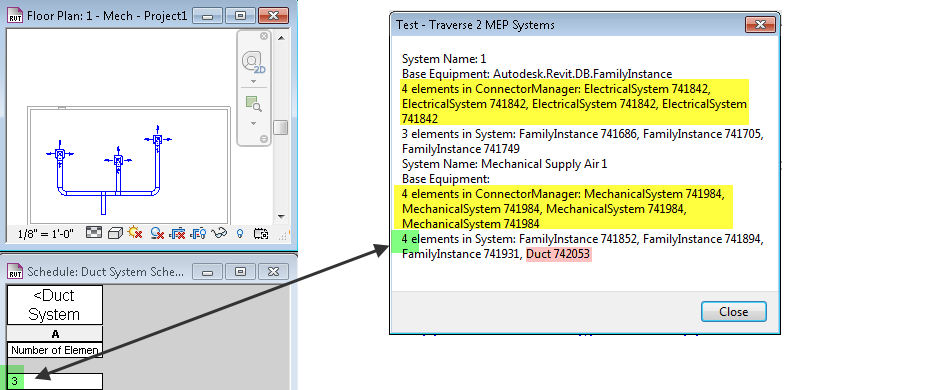 RUT Floor Plan: 1 - Mech - Project1
2D
1/8" = 1'-0"
RUT Schedule: Duct System Sche...
<Duct
System
A
Number of Elemen
3
Test - Traverse 2 MEP Systems
System Name: 1
Base Equipment: Autodesk.Revit.DB.FamilyInstance
4 elements in ConnectorManager: ElectricalSystem 741842,
ElectricalSystem 741842, ElectricalSystem 741842, ElectricalSystem
741842
3 elements in System: FamilyInstance 741686, FamilyInstance 741705,
FamilyInstance 741749
System Name: Mechanical Supply Air 1
Base Equipment:
4 elements in ConnectorManager: MechanicalSystem 741984,
MechanicalSystem 741984, MechanicalSystem 741984,
MechanicalSystem 741984
4 elements in System: FamilyInstance 741852, FamilyInstance 741894,
FamilyInstance 741931, Duct 742053
Close